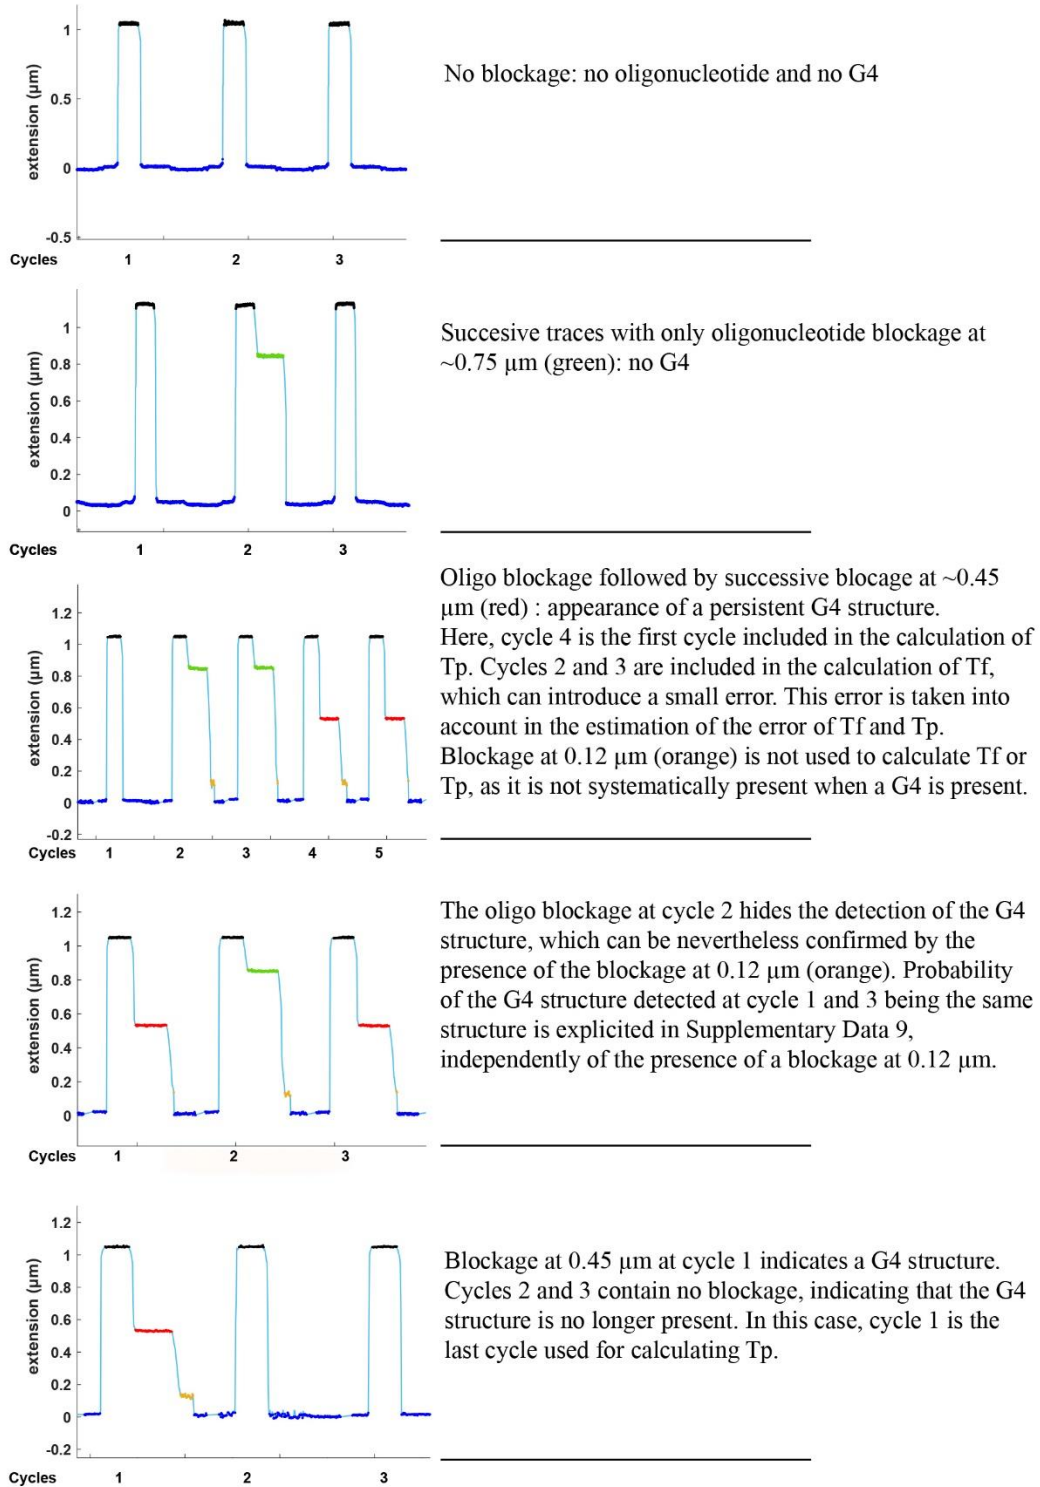 1
0.5
0
-0.5
extension (µm)
Cycles 1 2 3
No blockage: no oligonucleotide and no G4
1
0.8
0.6
0.4
0.2
0
extension (µm)
Cycles 1 2 3
Succesive traces with only oligonucleotide blockage at
~0.75 µm (green): no G4
1.2
1
0.8
0.6
0.4
0.2
0
-0.2
extension (µm)
Cycles 1 2 3 4 5
Oligo blockage followed by successive blocage at ~0.45
µm (red) : appearance of a persistent G4 structure.
Here, cycle 4 is the first cycle included in the calculation of
Tp. Cycles 2 and 3 are included in the calculation of Tf,
which can introduce a small error. This error is taken into
account in the estimation of the error of Tf and Tp.
Blockage at 0.12 µm (orange) is not used to calculate Tf or
Tp, as it is not systematically present when a G4 is present.
1.2
1
0.8
0.6
0.4
0.2
0
extension (µm)
Cycles 1 2 3
The oligo blockage at cycle 2 hides the detection of the G4
structure, which can be nevertheless confirmed by the
presence of the blockage at 0.12 µm (orange). Probability
of the G4 structure detected at cycle 1 and 3 being the same
structure is explicited in Supplementary Data 9,
independently of the presence of a blockage at 0.12 µm.
1.2
1
0.8
0.6
0.4
0.2
0
-0.2
extension (µm)
Cycles 1 2 3
Blockage at 0.45 µm at cycle 1 indicates a G4 structure.
Cycles 2 and 3 contain no blockage, indicating that the G4
structure is no longer present. In this case, cycle 1 is the
last cycle used for calculating Tp.